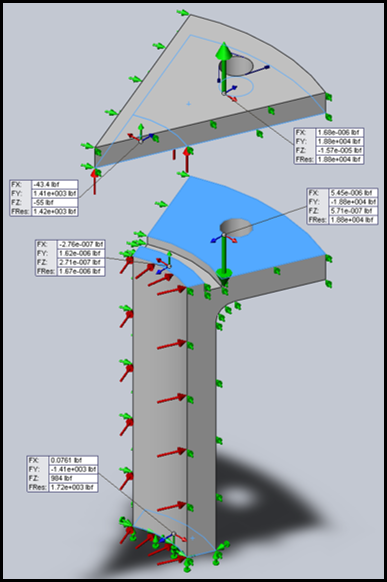 FX: 1.68e-006 lbf
FY: 1.88e+004 lbf
FZ: -1.57e-005 lbf
FRes: 1.88e+004 lbf
FX: -43.4 lbf
FY: 1.41e+003 lbf
FZ: -55 lbf
FRes: 1.42e+003 lbf
FX: 5.45e-006 lbf
FY: -1.88e+004 lbf
FZ: 5.71e-007 lbf
FRes: 1.88e+004 lbf
FX: -2.76e-007 lbf
FY: 1.62e-006 lbf
FZ: 2.71e-007 lbf
FRes: 1.67e-006 lbf
FX: 0.0761 lbf
FY: -1.41e+003 lbf
FZ: 984 lbf
FRes: 1.72e+003 lbf